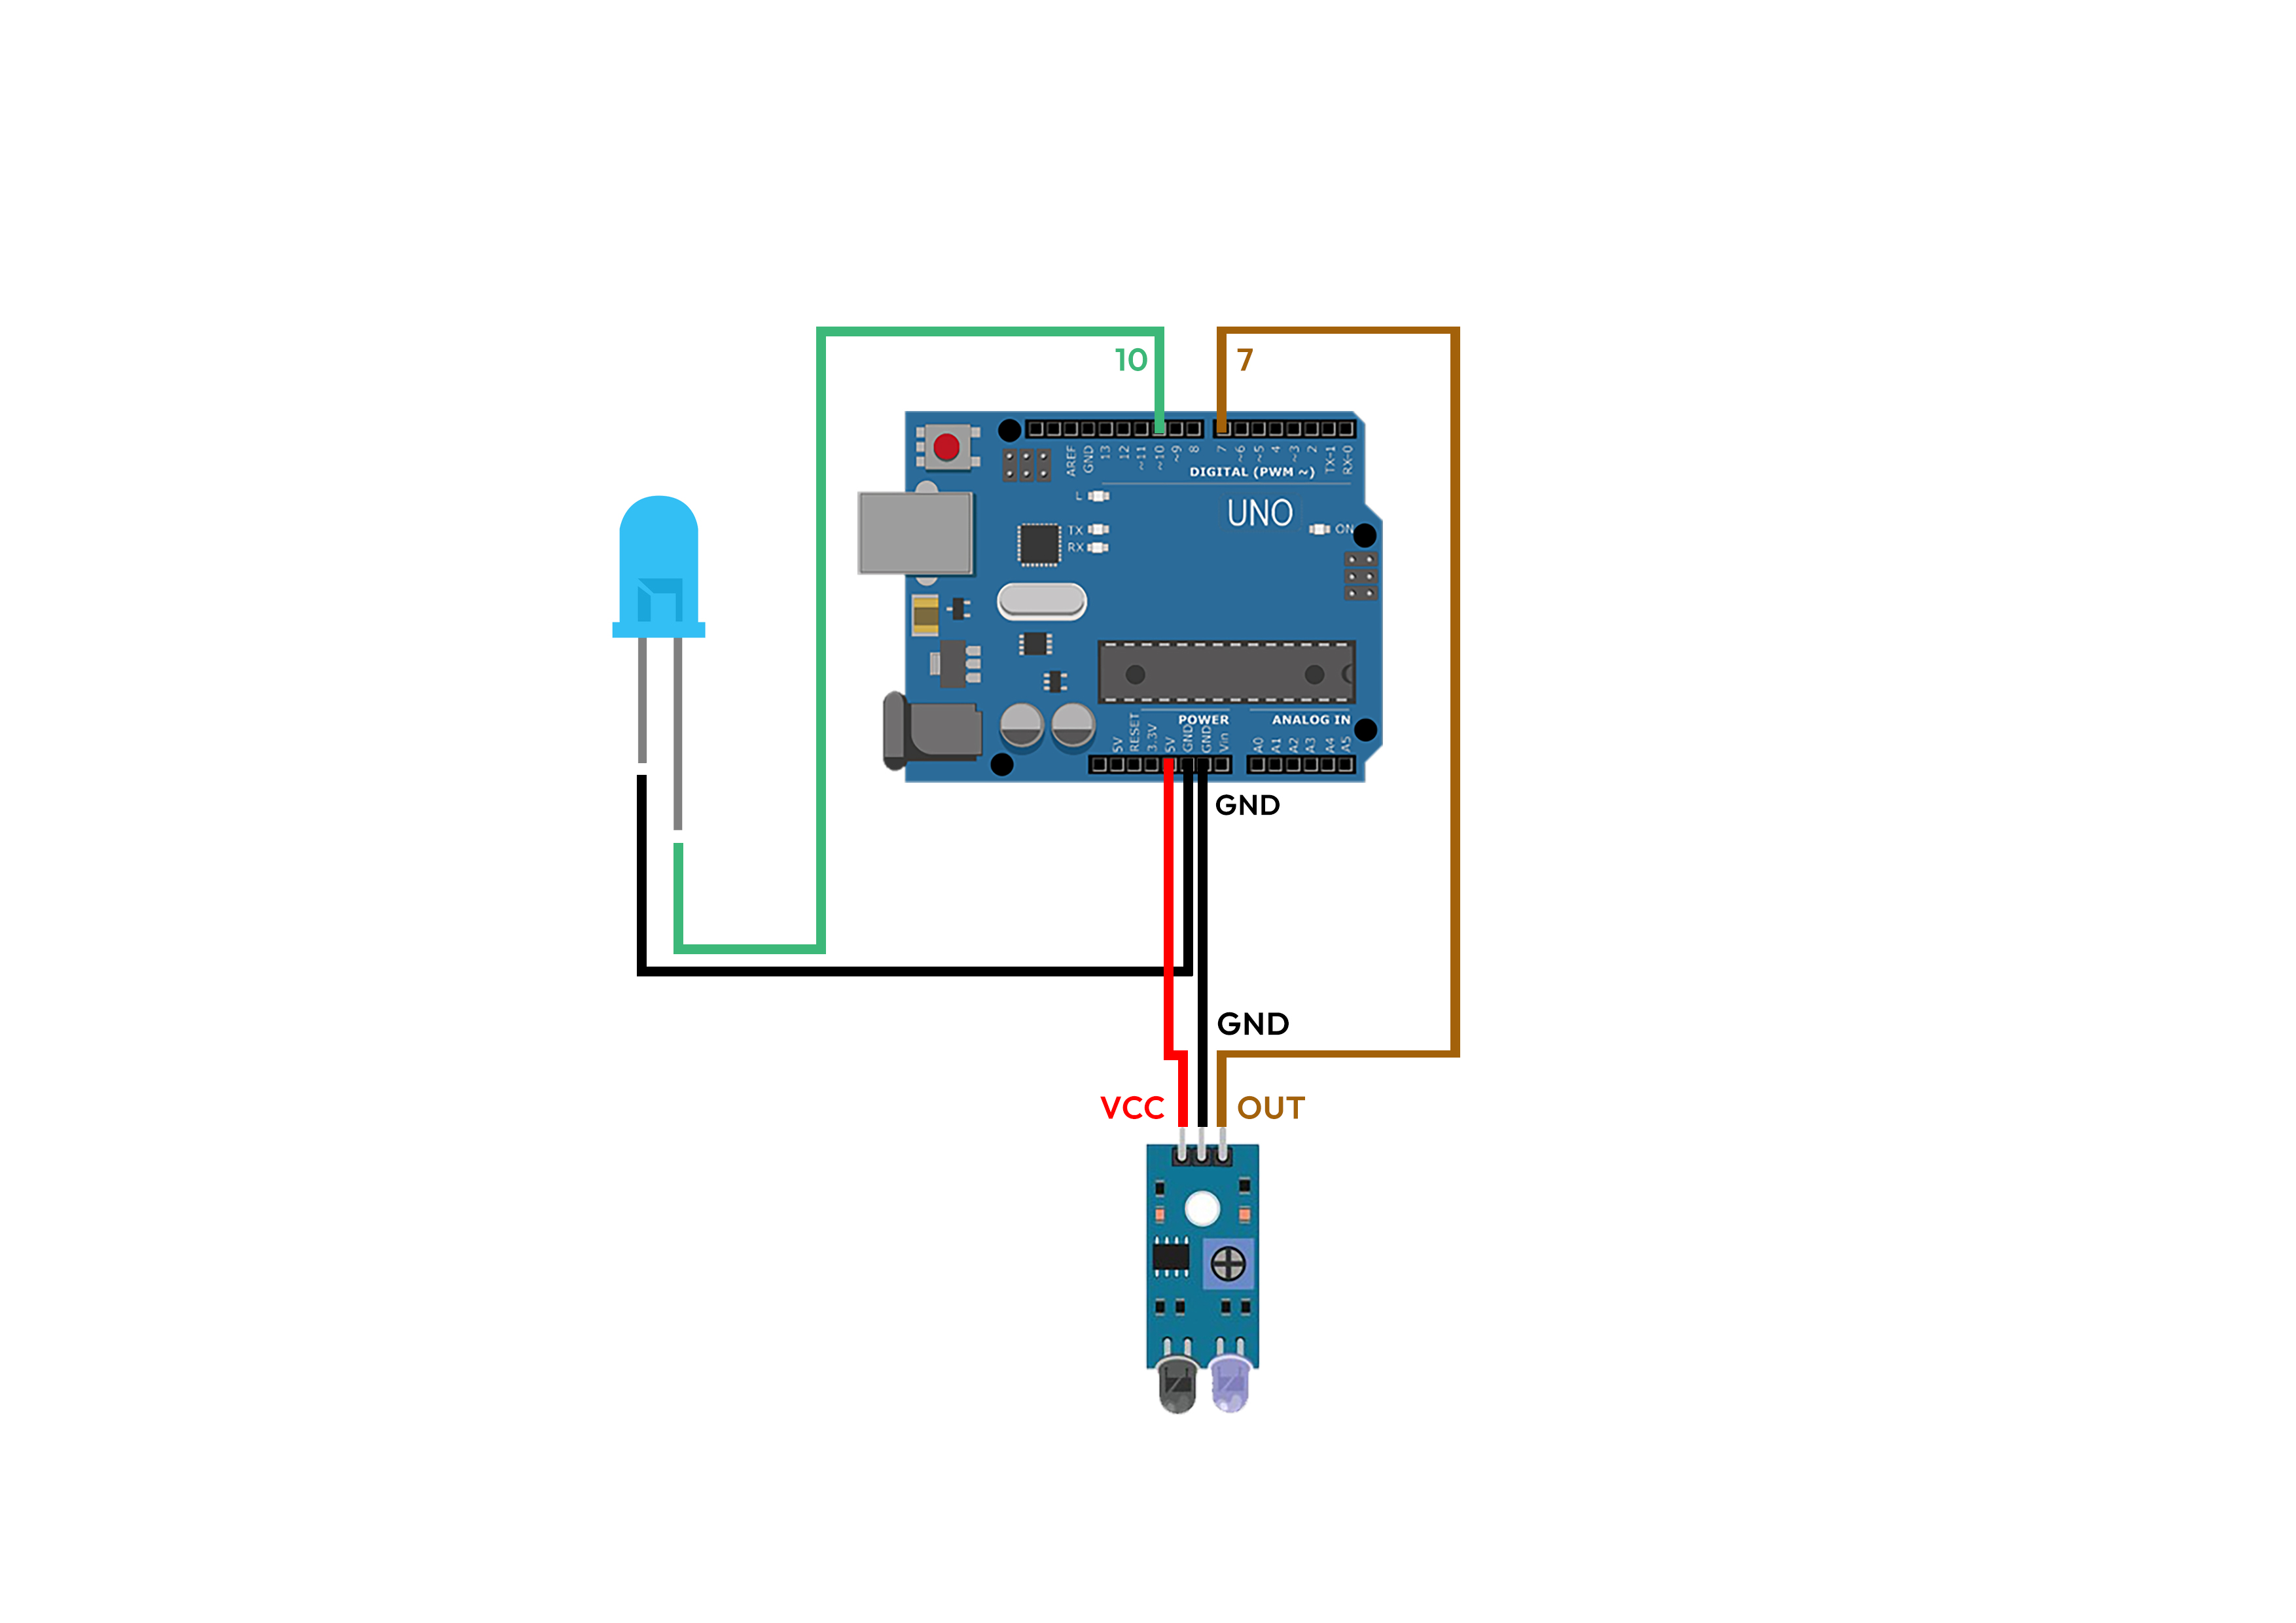 10
7
AREF
GND
13
12
~11
~10
~9
8
7
~6
~5
4
~3
2
TX-1
RX-0
DIGITAL (PWM ~)
L
UNO
TX
ON
RX
POWER
ANALOG IN
5V
RESET
3.3V
5V
GND
GND
Vin
A0
A1
A2
A3
A4
A5
GND
GND
VCC
OUT